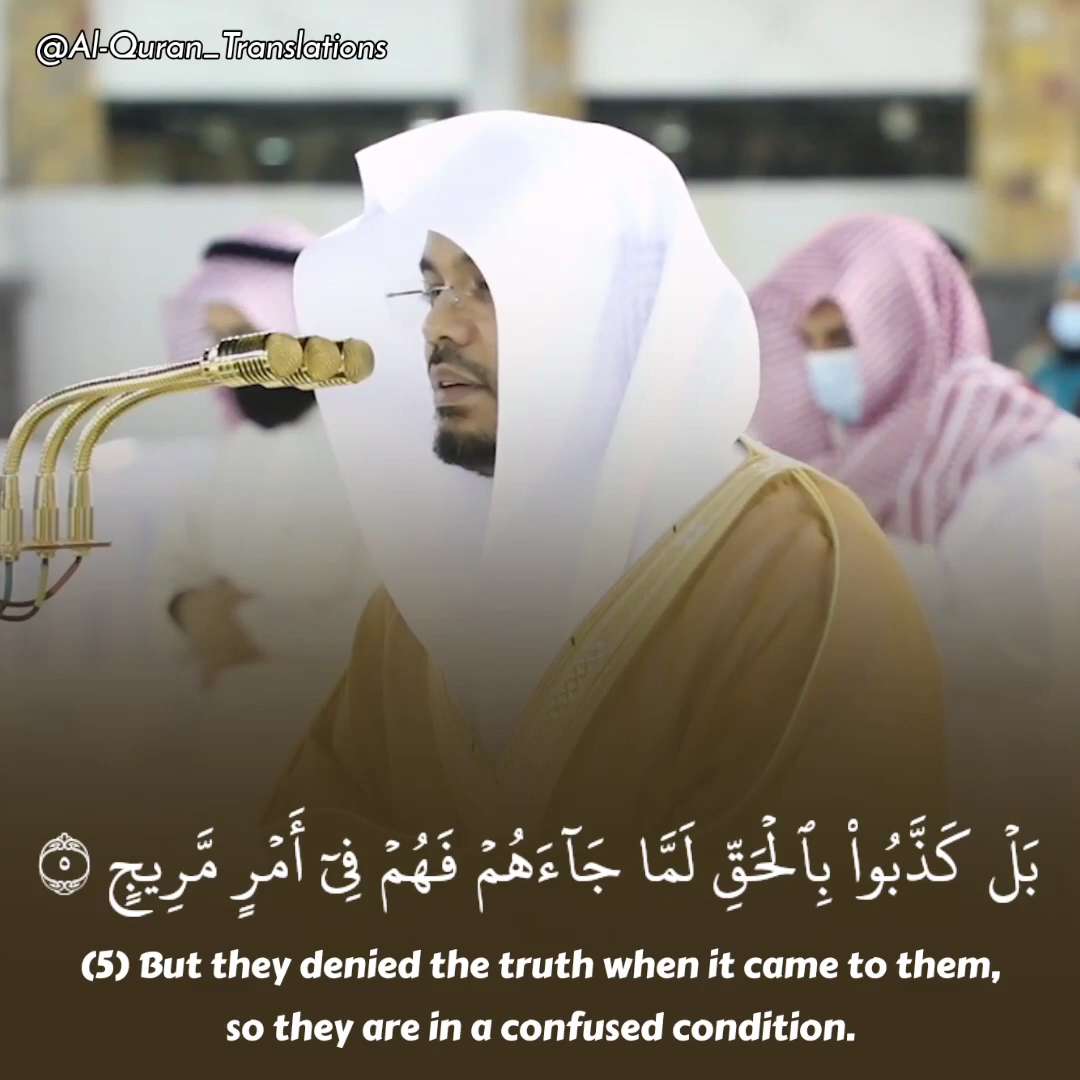 @Al-Quran_Translations
بَلْ كَذَّبُوا۟ بِٱلْحَقِّ لَمَّا جَآءَهُمْ فَهُمْ فِىٓ أَمْرٍ مَّرِيجٍ ٥
(5) But they denied the truth when it came to them,
so they are in a confused condition.